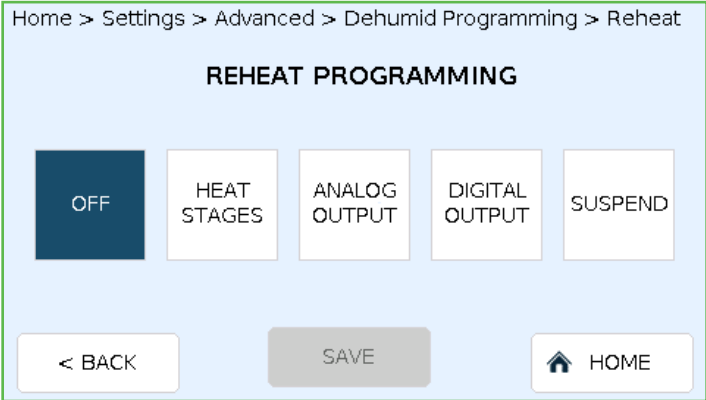 Home > Settings > Advanced > Dehumid Programming > Reheat
REHEAT PROGRAMMING
OFF
HEAT
STAGES
ANALOG
OUTPUT
DIGITAL
OUTPUT
SUSPEND
< BACK
SAVE
HOME